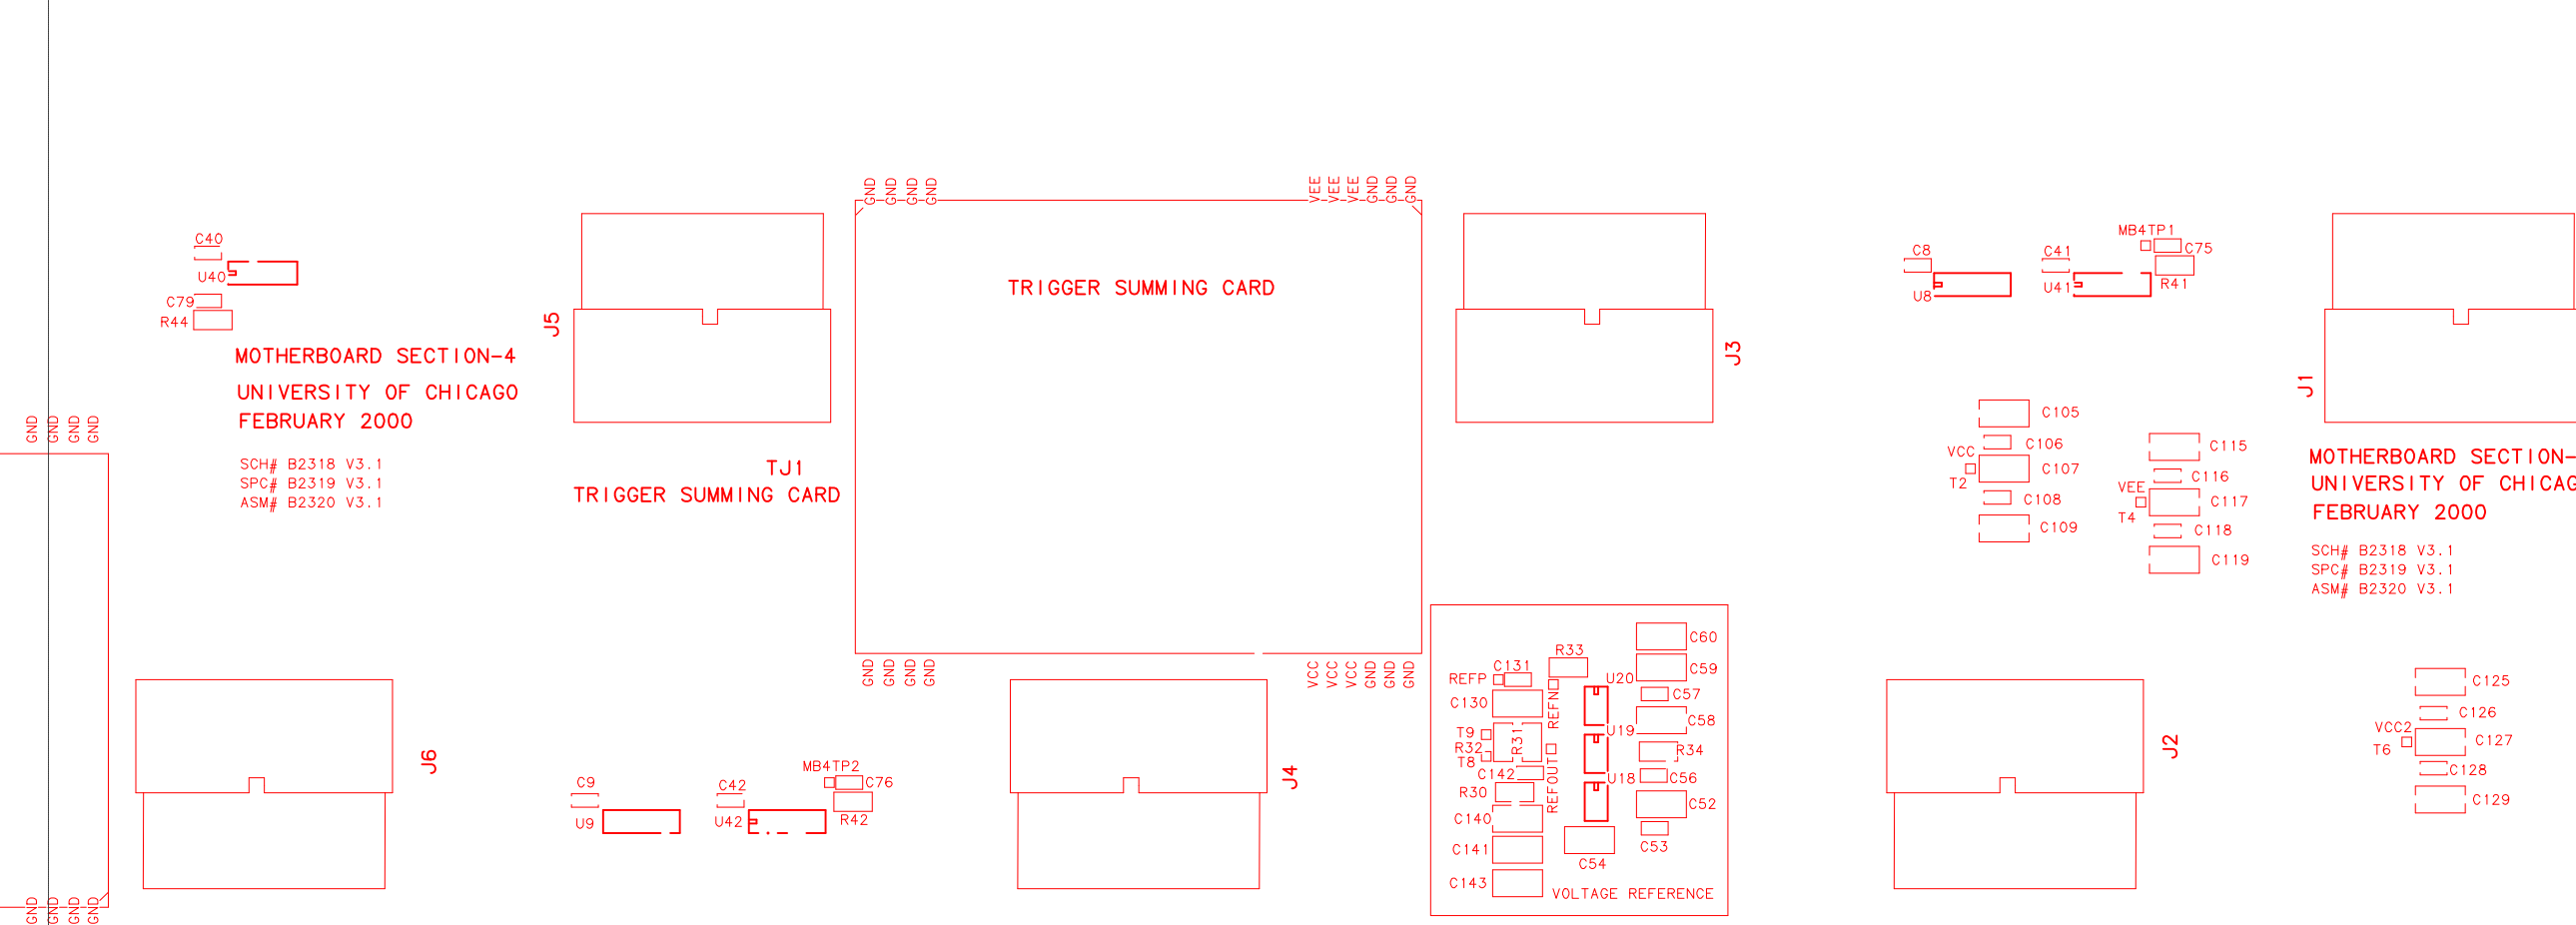 GND GND GND GND
VEE VEE VEE GND GND GND
C40
U40
C79
R44
MOTHERBOARD SECTION-4
UNIVERSITY OF CHICAGO
FEBRUARY 2000
SCH# B2318 V3.1
SPC# B2319 V3.1
ASM# B2320 V3.1
GND GND GND GND
GND GND GND GND
J5
TRIGGER SUMMING CARD
TJ1
TRIGGER SUMMING CARD
J3
GND GND GND GND
VCC VCC VCC GND GND GND
C8
U8
C41
U41
MB4TP1
C75
R41
J1
C105
C106
VCC
C107
T2
C108
C109
C115
C116
VEE
C117
T4
C118
C119
MOTHERBOARD SECTION-
UNIVERSITY OF CHICAG
FEBRUARY 2000
SCH# B2318 V3.1
SPC# B2319 V3.1
ASM# B2320 V3.1
J6
C9
U9
C42
U42
MB4TP2
C76
R42
J4
C60
R33
C59
C131
REFP
U20
C57
C130
REFN
C58
T9
U19
R31
R32
R34
T8
C142
REFOUT
U18
C56
R30
C52
C140
C53
C141
C54
C143
VOLTAGE REFERENCE
J2
C125
C126
VCC2
C127
T6
C128
C129